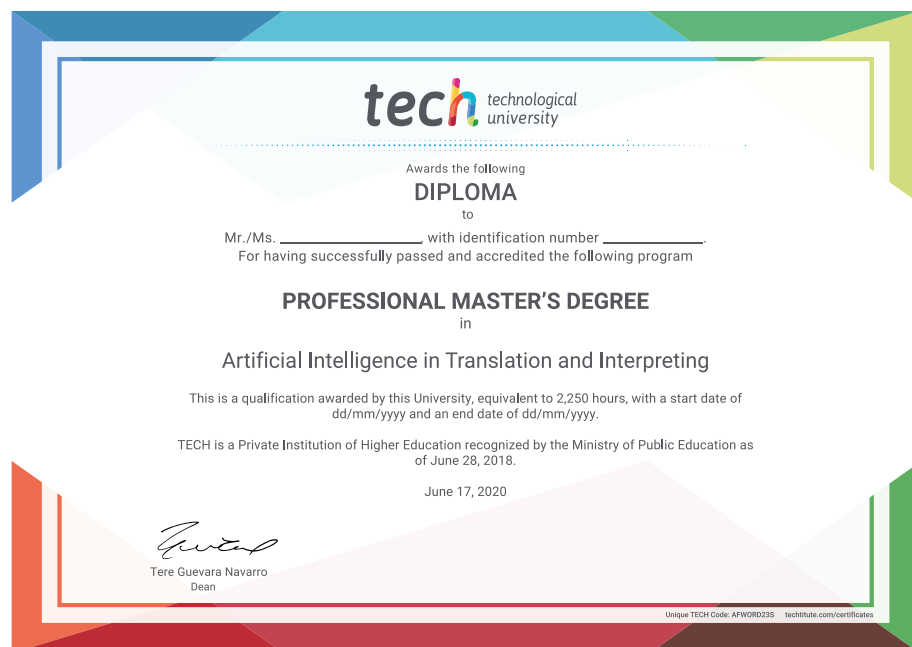 tech technological
university
Awards the following
DIPLOMA
to
Mr./Ms. ____________________, with identification number ______________.
For having successfully passed and accredited the following program
PROFESSIONAL MASTER'S DEGREE
in
Artificial Intelligence in Translation and Interpreting
This is a qualification awarded by this University, equivalent to 2,250 hours, with a start date of
dd/mm/yyyy and an end date of dd/mm/yyyy.
TECH is a Private Institution of Higher Education recognized by the Ministry of Public Education as
of June 28, 2018.
June 17, 2020
Tere Guevara Navarro
Dean
Unique TECH Code: AFWORD23S techtitute.com/certificates